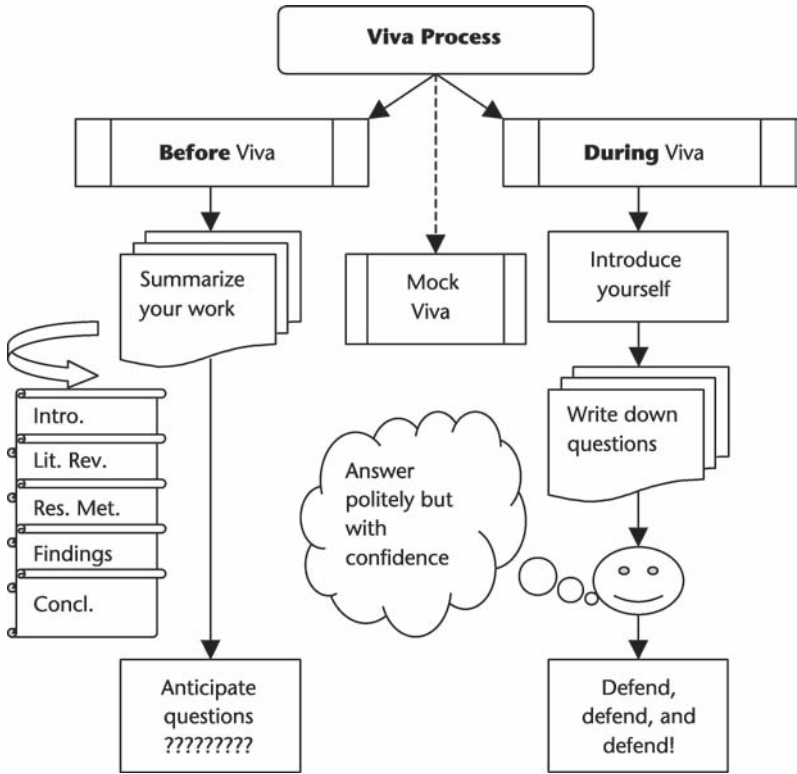 Viva Process
Before Viva
During Viva
Summarize
your work
Mock
Viva
Introduce
yourself
Intro.
Lit. Rev.
Res. Met.
Findings
Concl.
Answer
politely but
with
confidence
Write down
questions
Anticipate
questions
?????????
Defend,
defend, and
defend!